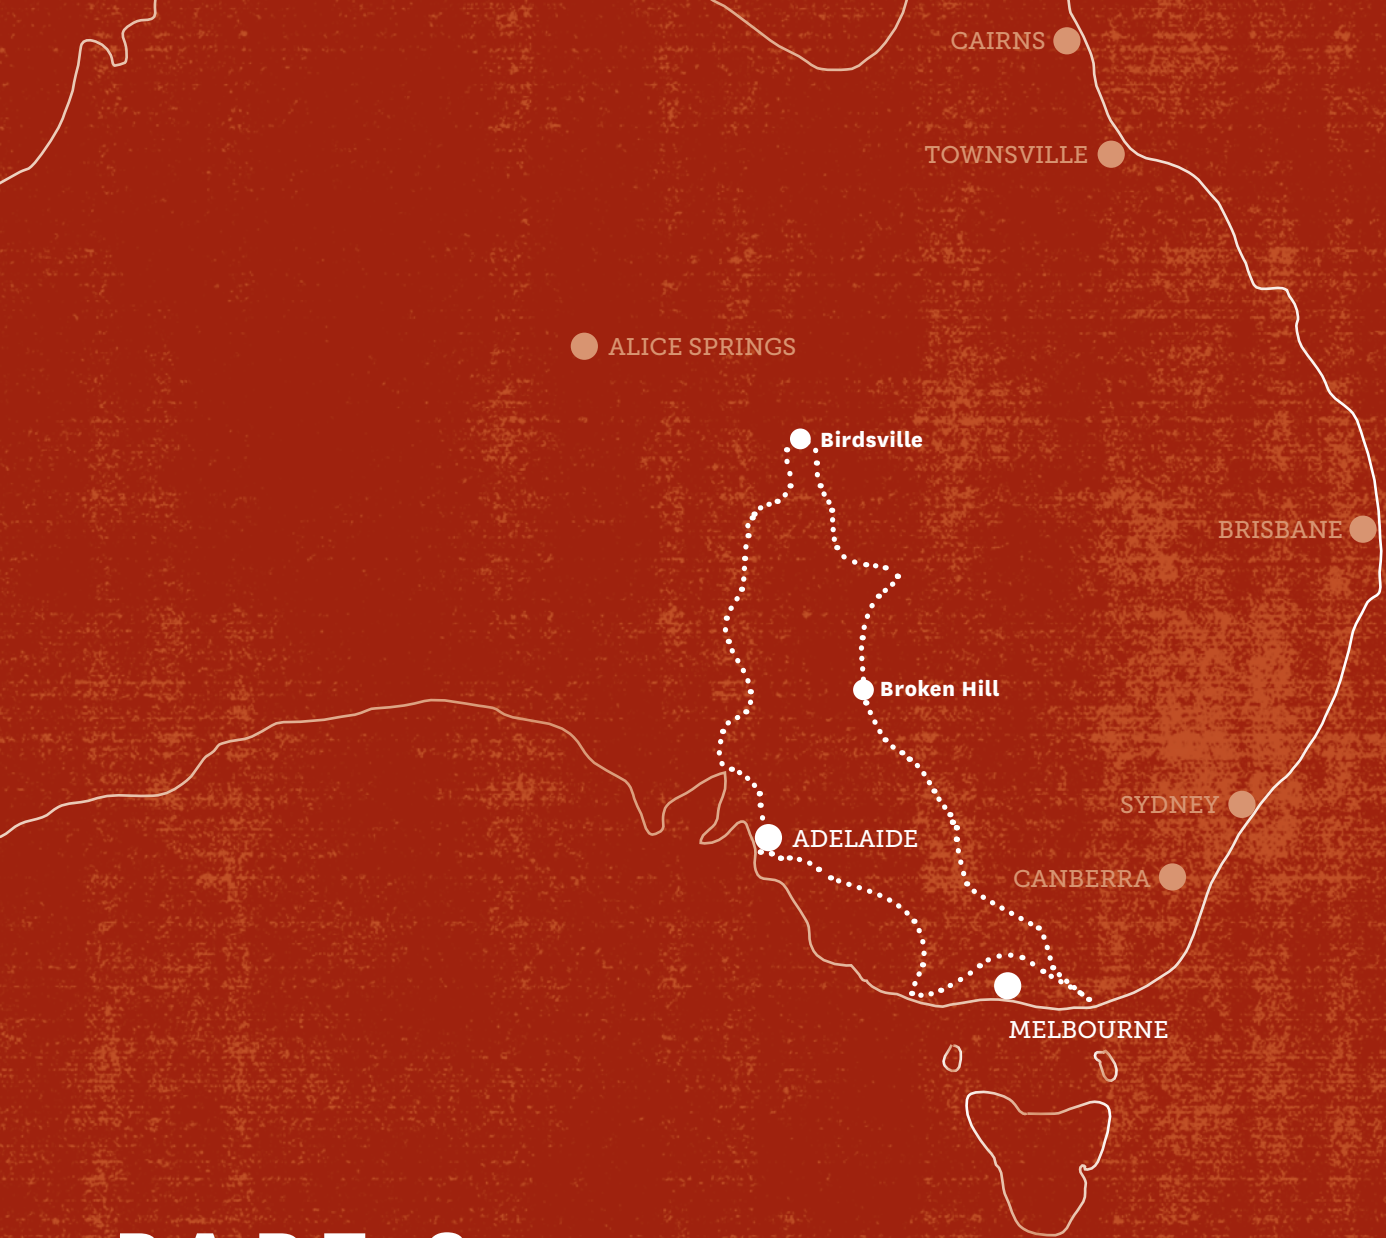 CAIRNS
TOWNSVILLE
ALICE SPRINGS
Birdsville
BRISBANE
Broken Hill
SYDNEY
ADELAIDE
CANBERRA
MELBOURNE